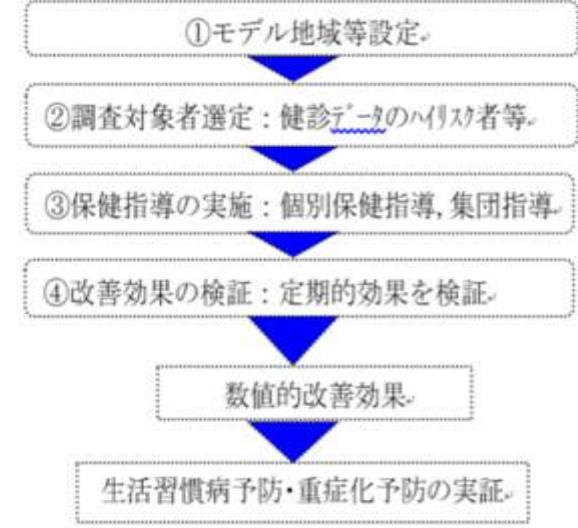 ①モデル地域等設定
②調査対象者選定：健診ﾃﾞｰﾀのﾊｲﾘｽｸ者等
③保健指導の実施：個別保健指導,集団指導
④改善効果の検証：定期的効果を検証
数値的改善効果
生活習慣病予防・重症化予防の実証